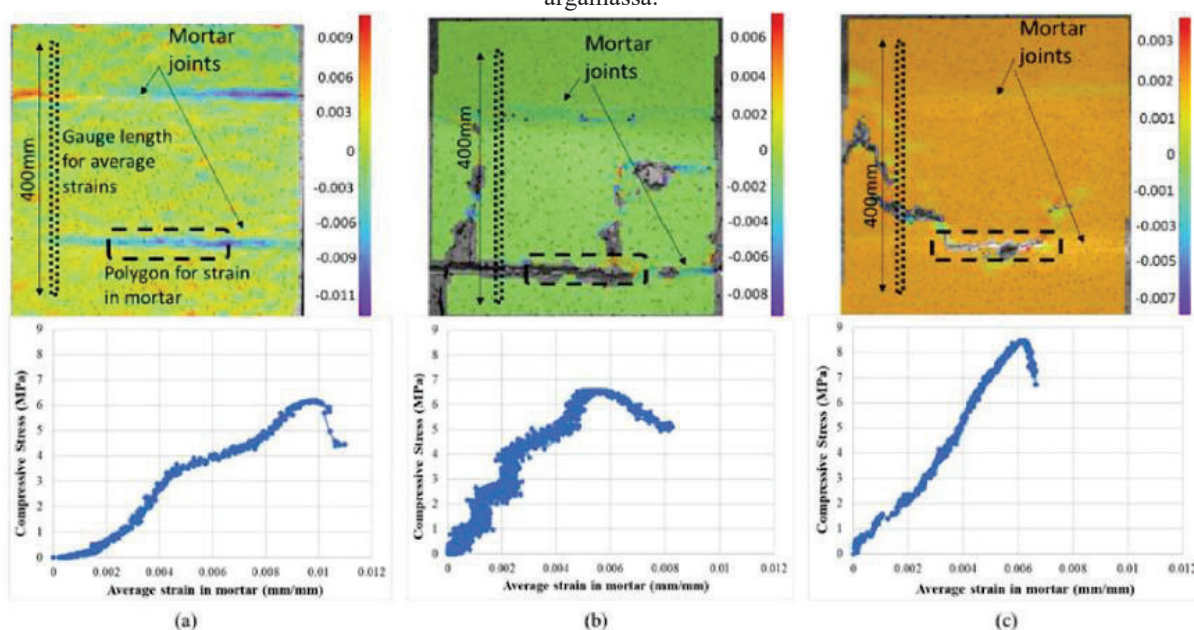 argamassa.
Mortar
joints
400mm
Gauge length
for average
strains
Polygon for strain
in mortar
0.009
0.006
0.003
0
-0.003
-0.006
-0.009
-0.011
Mortar
joints
400mm
0.006
0.004
0.002
0
-0.002
-0.004
-0.006
-0.008
Mortar
joints
400mm
0.003
0.002
0
-0.001
-0.003
-0.005
-0.007
Compressive Stress (MPa)
9
8
7
6
5
4
3
2
1
0
0 0.002 0.004 0.006 0.008 0.01 0.012
Average strain in mortar (mm/mm)
(a)
Compressive Stress (MPa)
9
8
7
6
5
4
3
2
1
0
0 0.002 0.004 0.006 0.008 0.01 0.012
Average strain in mortar (mm/mm)
(b)
Compressive Stress (MPa)
9
8
7
6
5
4
3
2
1
0
0 0.002 0.004 0.006 0.008 0.01 0.012
Average strain in mortar (mm/mm)
(c)